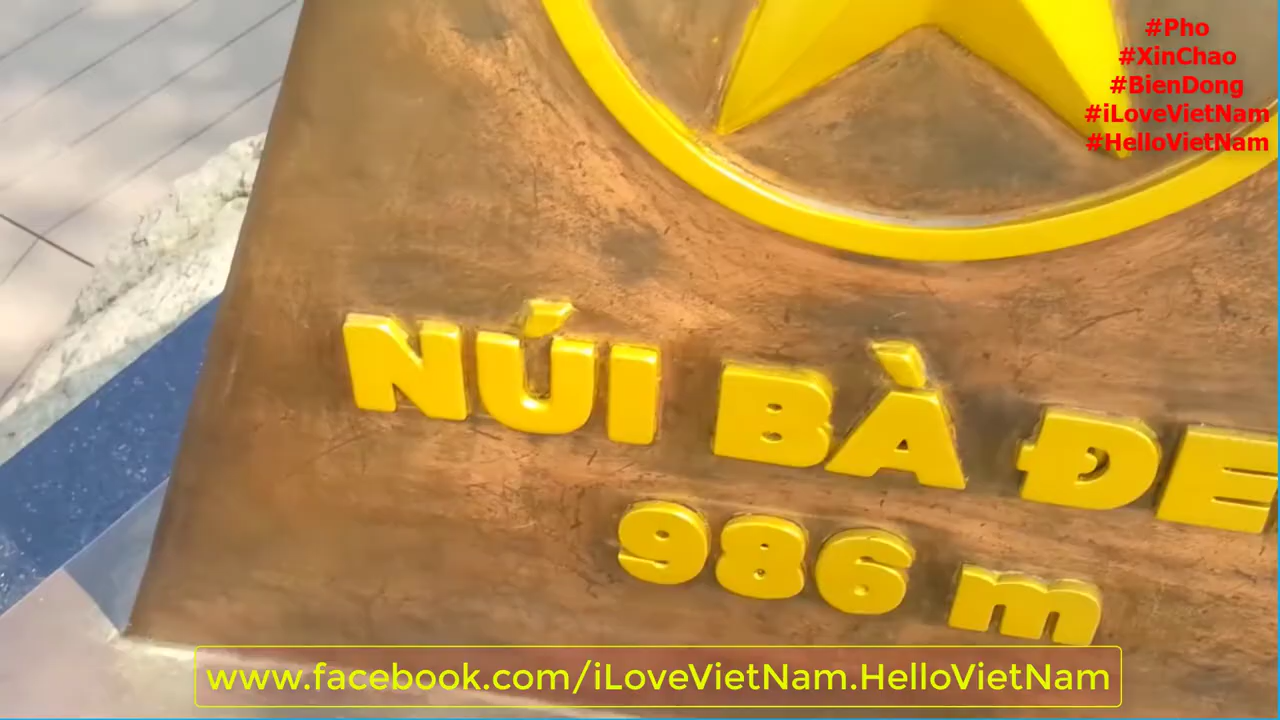 #Pho
#XinChao
#BienDong
#iLoveVietNam
#HelloVietNam
NÚI BÀ ĐE
986 m
www.facebook.com/iLoveVietNam.HelloVietNam